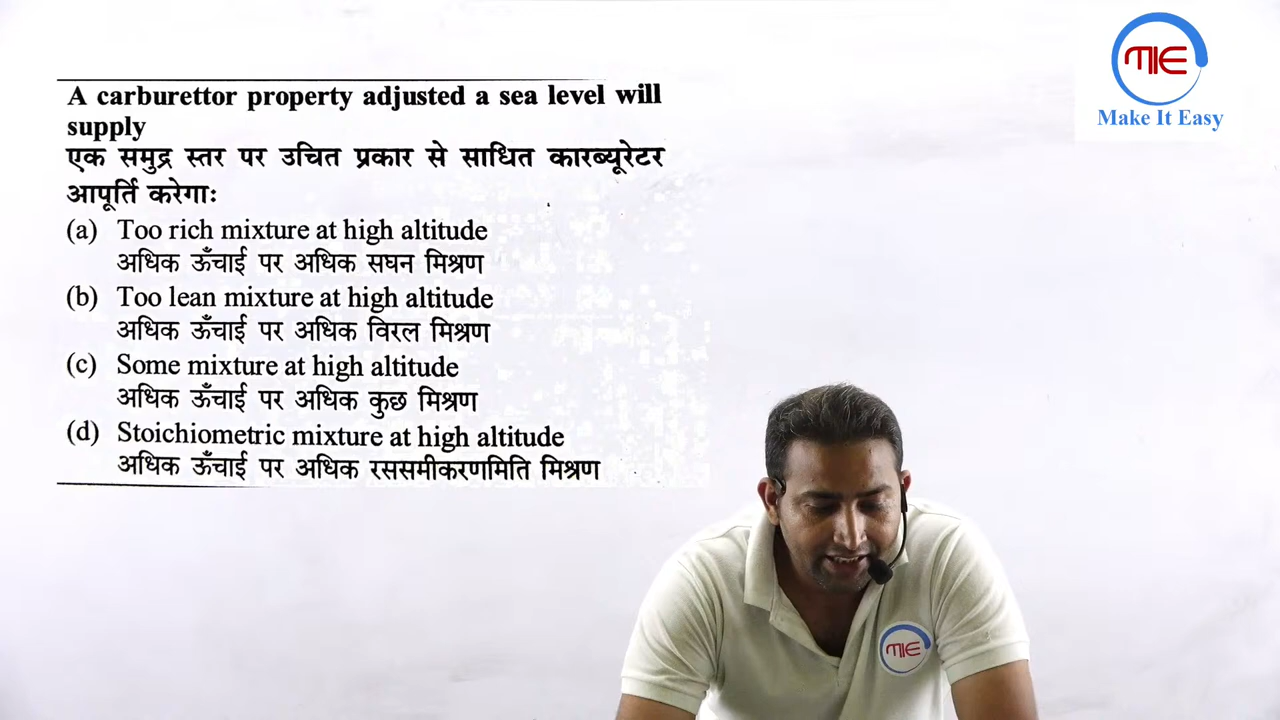 A carburettor property adjusted a sea level will
supply
एक समुद्र स्तर पर उचित प्रकार से साधित कारब्यूरेटर
आपूर्ति करेगाः
(a) Too rich mixture at high altitude
अधिक ऊँचाई पर अधिक सघन मिश्रण
(b) Too lean mixture at high altitude
अधिक ऊँचाई पर अधिक विरल मिश्रण
(c) Some mixture at high altitude
अधिक ऊँचाई पर अधिक कुछ मिश्रण
(d) Stoichiometric mixture at high altitude
अधिक ऊँचाई पर अधिक रससमीकरणमिति मिश्रण
MIE
Make It Easy
MIE